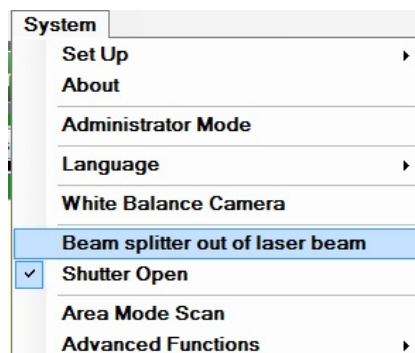 System
Set Up
About
Administrator Mode
Language
White Balance Camera
Beam splitter out of laser beam
Shutter Open
Area Mode Scan
Advanced Functions